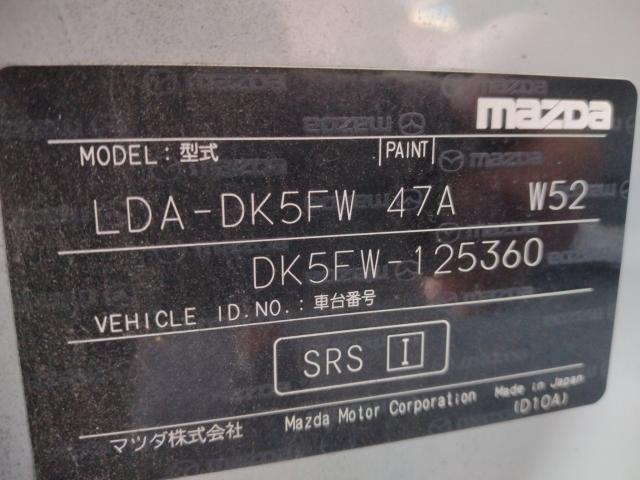 mazda
MODEL : 型式 PAINT
LDA-DK5FW 47A W52
DK5FW-125360
VEHICLE ID.NO. : 車台番号
SRS I
マツダ株式会社 Mazda Motor Corporation Made in Japan
(D10A)